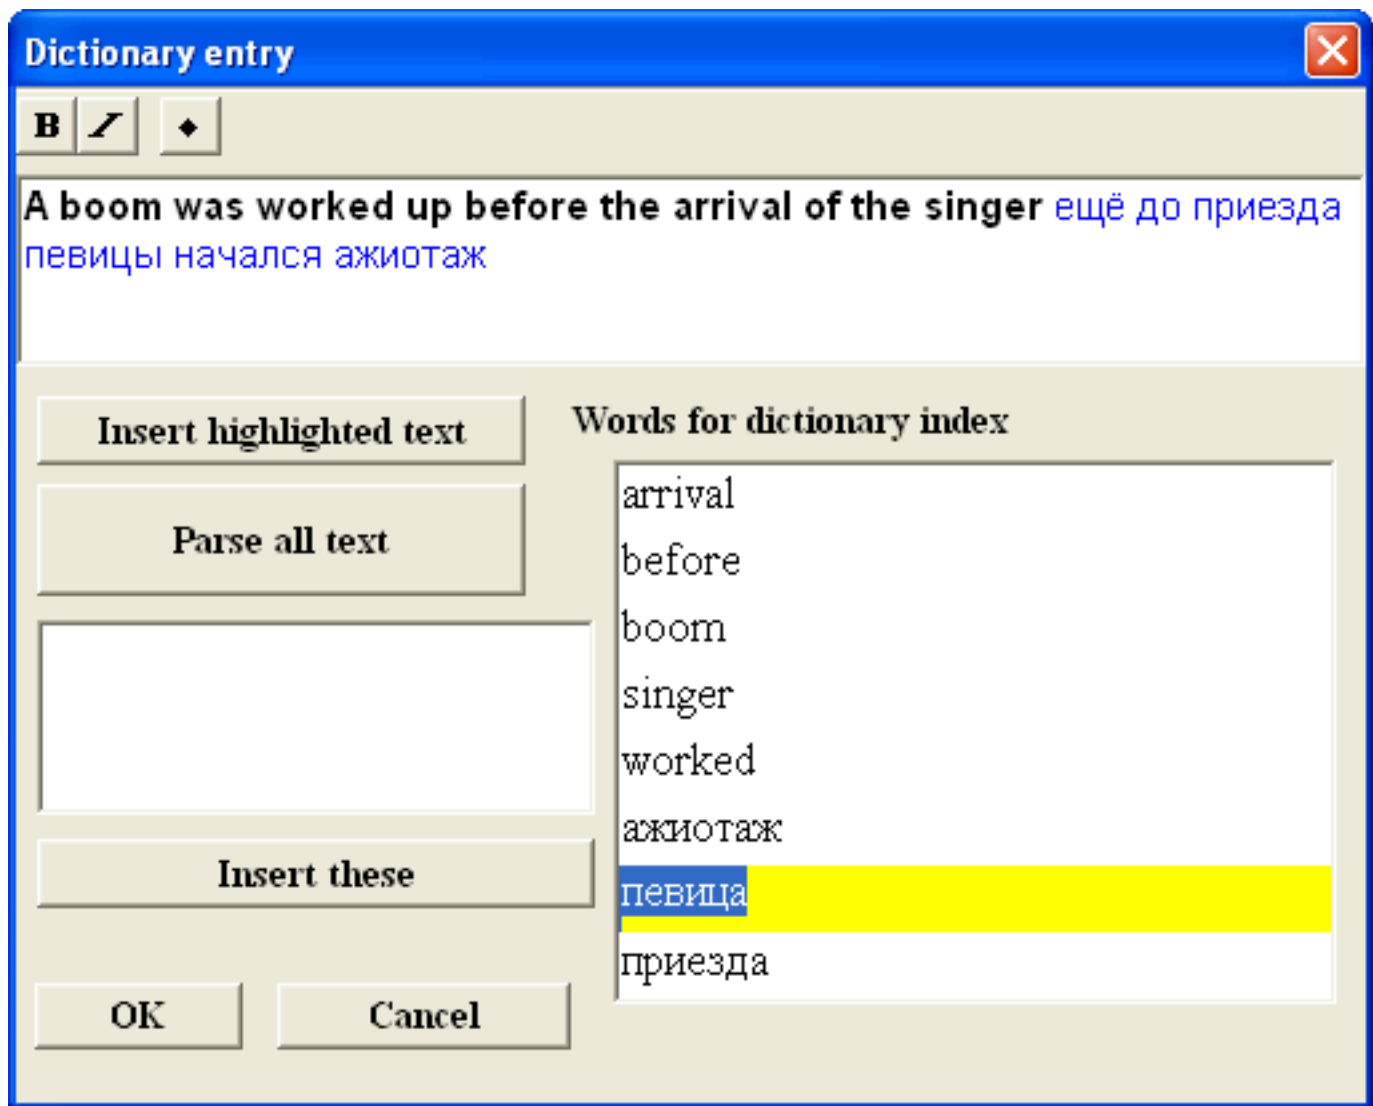 Dictionary entry
B I
A boom was worked up before the arrival of the singer ещё до приезда
певицы начался ажиотаж
Insert highlighted text
Parse all text
Insert these
OK Cancel
Words for dictionary index
arrival
before
boom
singer
worked
ажиотаж
певица
приезда